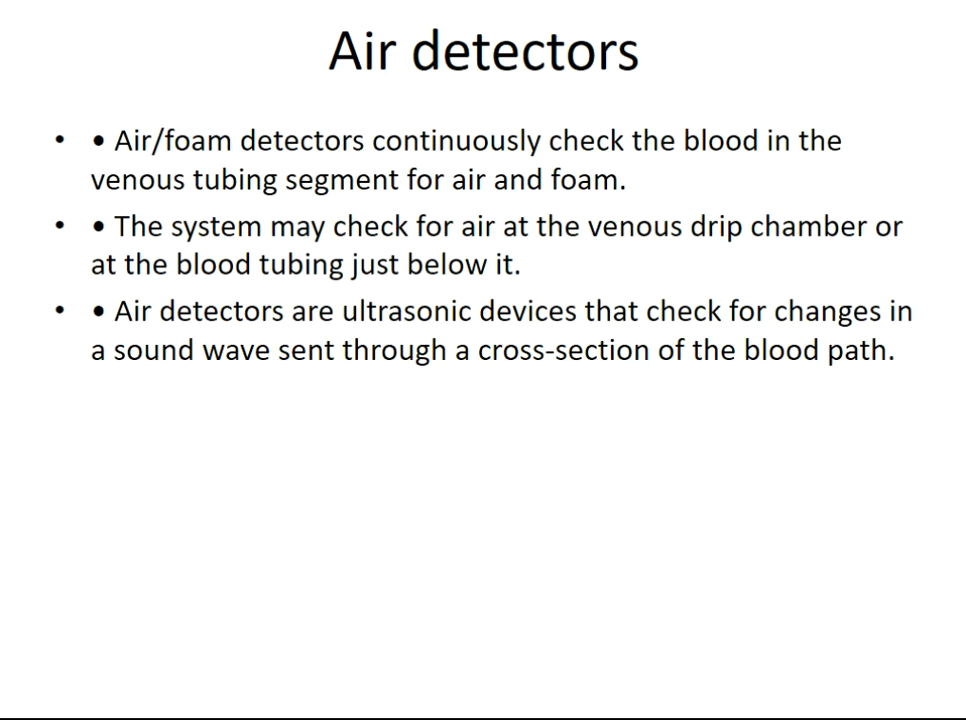 Air detectors
• • Air/foam detectors continuously check the blood in the
venous tubing segment for air and foam.
• • The system may check for air at the venous drip chamber or
at the blood tubing just below it.
• • Air detectors are ultrasonic devices that check for changes in
a sound wave sent through a cross-section of the blood path.